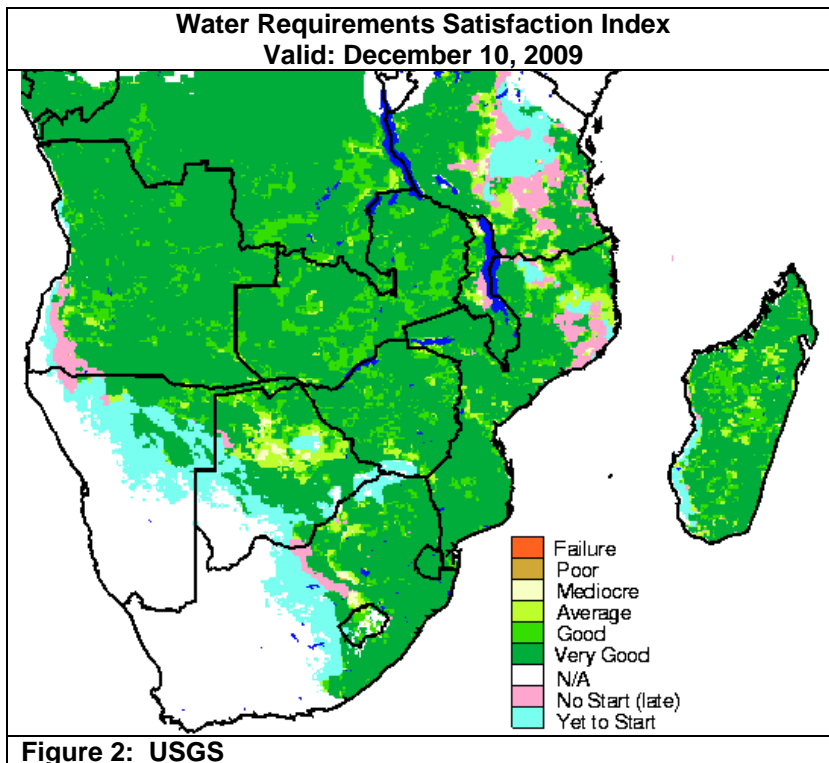 Water Requirements Satisfaction Index
Valid: December 10, 2009
Failure
Poor
Mediocre
Average
Good
Very Good
N/A
No Start (late)
Yet to Start
Figure 2: USGS